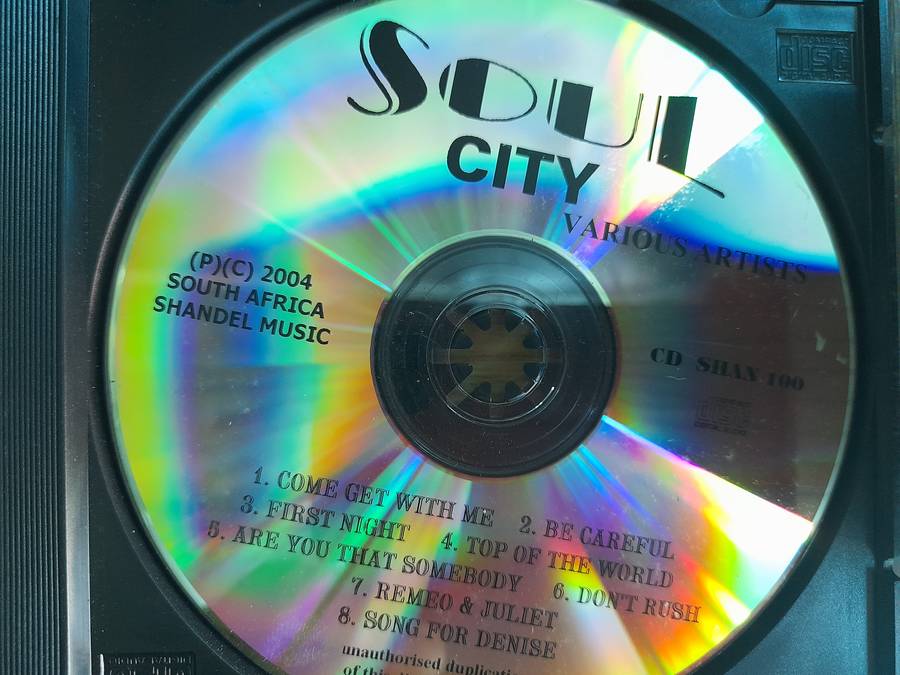 SOUL
CITY
VARIOUS ARTISTS
(P)(C) 2004
SOUTH AFRICA
SHANDEL MUSIC
CD SHAN 100
1. COME GET WITH ME 2. BE CAREFUL
3. FIRST NIGHT 4. TOP OF THE WORLD
5. ARE YOU THAT SOMEBODY 6. DON'T RUSH
7. REMEO & JULIET
8. SONG FOR DENISE
unauthorised
of
disc